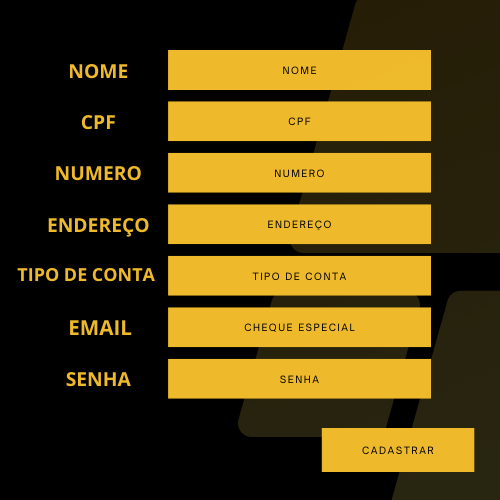 NOME NOME
CPF CPF
NUMERO NUMERO
ENDEREÇO ENDEREÇO
TIPO DE CONTA TIPO DE CONTA
EMAIL CHEQUE ESPECIAL
SENHA SENHA
CADASTRAR